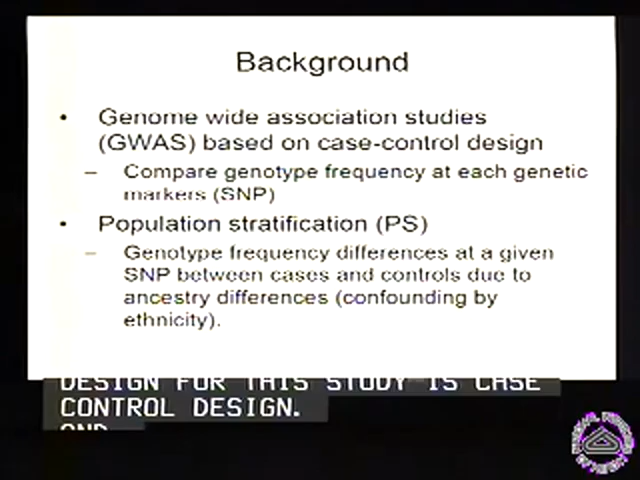 Background
• Genome wide association studies
(GWAS) based on case-control design
– Compare genotype frequency at each genetic
markers (SNP)
• Population stratification (PS)
– Genotype frequency differences at a given
SNP between cases and controls due to
ancestry differences (confounding by
ethnicity).
DESIGN FOR THIS STUDY IS CASE
CONTROL DESIGN.
AND